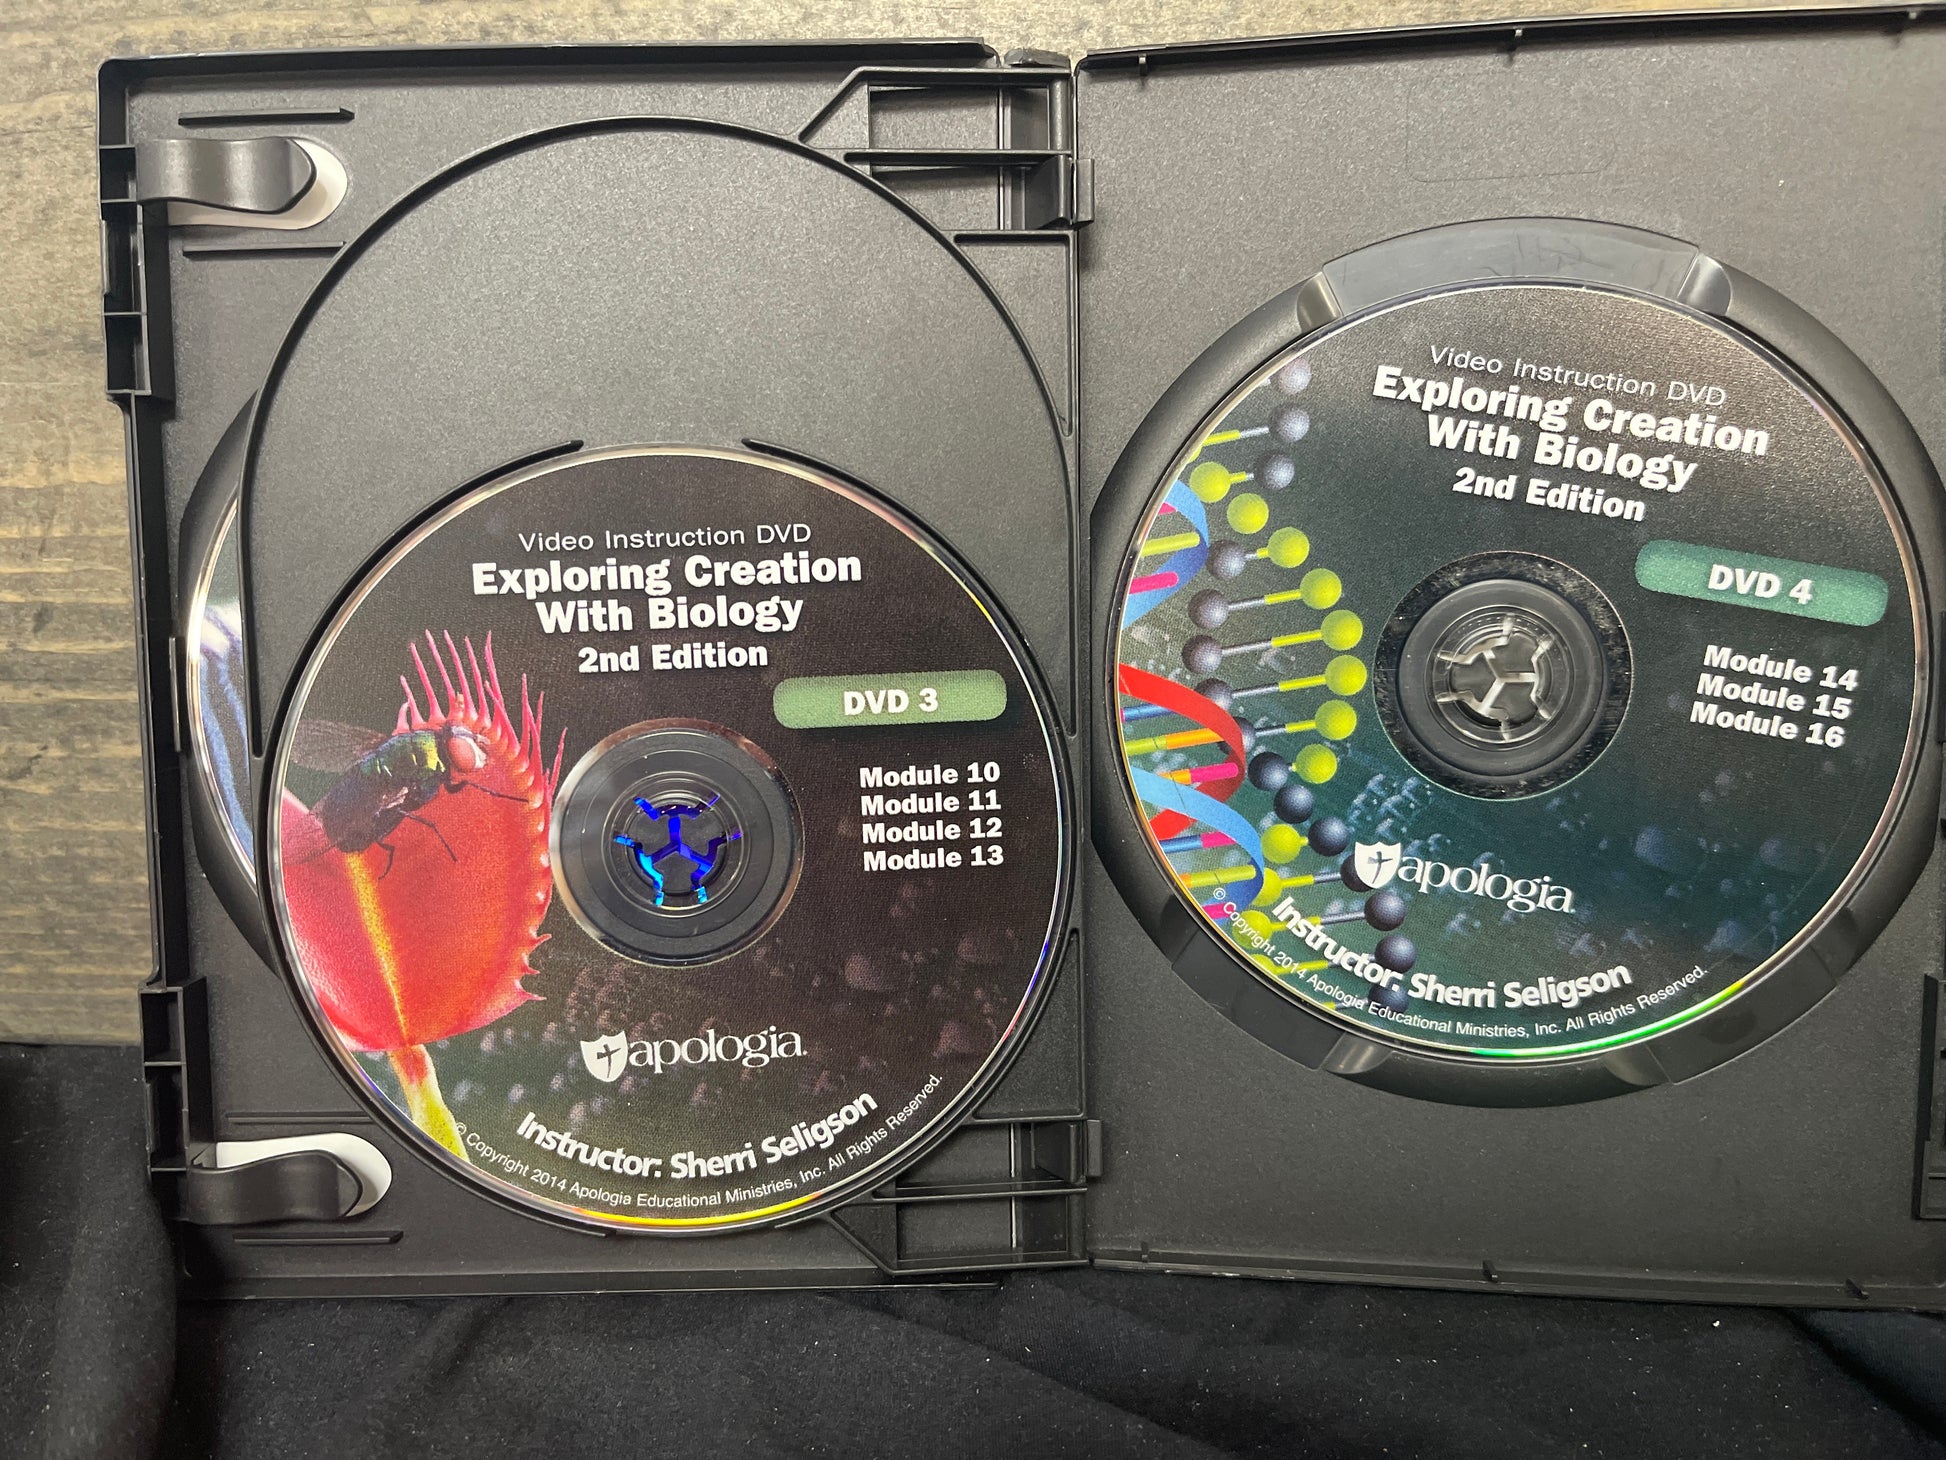 Video Instruction DVD
Exploring Creation
With Biology
2nd Edition
DVD 3
Module 10
Module 11
Module 12
Module 13
apologia.
Instructor: Sherri Seligson
© Copyright 2014 Apologia Educational Ministries, Inc. All Rights Reserved.
Video Instruction DVD
Exploring Creation
With Biology
2nd Edition
DVD 4
Module 14
Module 15
Module 16
apologia.
Instructor: Sherri Seligson
© Copyright 2014 Apologia Educational Ministries, Inc. All Rights Reserved.